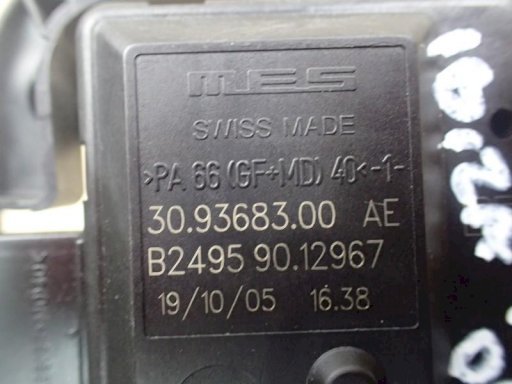 MBS
SWISS MADE
>PA 66 (GF+MD) 40<-1-
30.93683.00 AE
B2495 90.12967
19/10/05 16.38